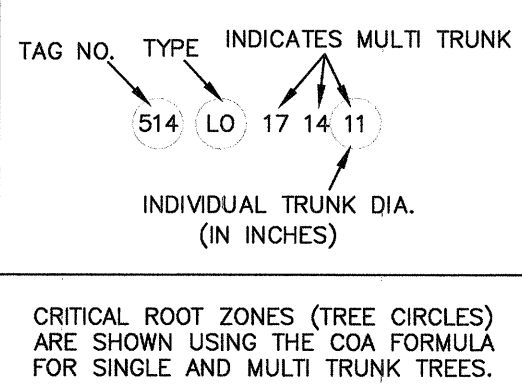 TAG NO. TYPE INDICATES MULTI TRUNK
514 LO 17 14 11
INDIVIDUAL TRUNK DIA.
(IN INCHES)
CRITICAL ROOT ZONES (TREE CIRCLES)
ARE SHOWN USING THE COA FORMULA
FOR SINGLE AND MULTI TRUNK TREES.